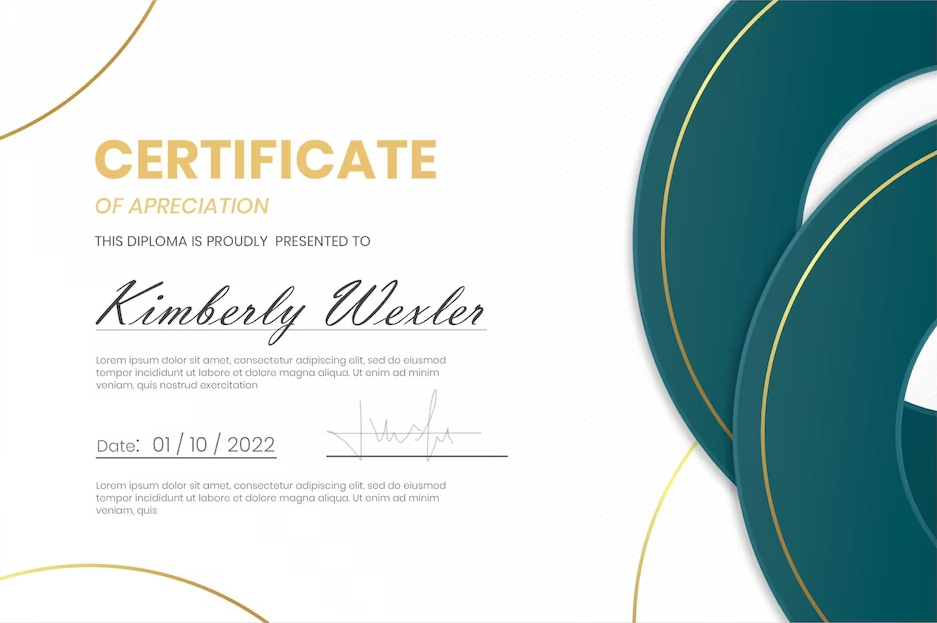 CERTIFICATE
OF APRECIATION
THIS DIPLOMA IS PROUDLY PRESENTED TO
Kimberly Wexler
Lorem ipsum dolor sit amet, consectetur adipiscing elit, sed do eiusmod
tempor incididunt ut labore et dolore magna aliqua. Ut enim ad minim
veniam, quis nostrud exercitation
Date: 01 / 10 / 2022
Lorem ipsum dolor sit amet, consectetur adipiscing elit, sed do eiusmod
tempor incididunt ut labore et dolore magna aliqua. Ut enim ad minim
veniam, quis